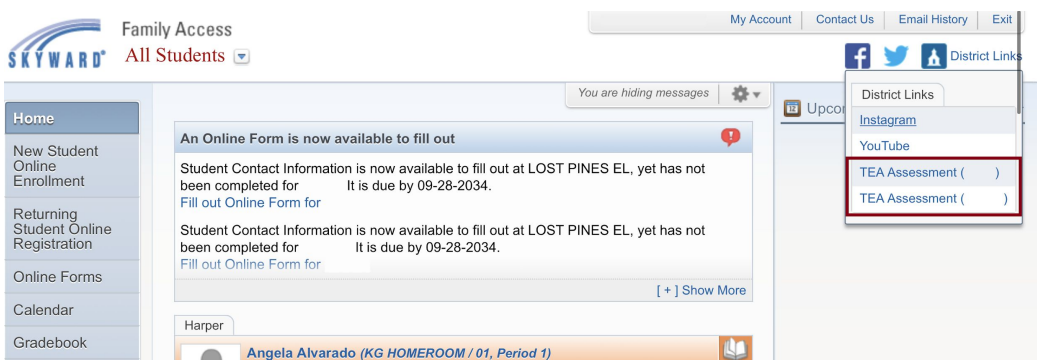 My Account Contact Us Email History Exit
SKYWARD®
Family Access
All Students
District Links
You are hiding messages
Upcom
District Links
Instagram
YouTube
TEA Assessment ( )
TEA Assessment ( )
Home
New Student
Online
Enrollment
Returning
Student Online
Registration
Online Forms
Calendar
Gradebook
An Online Form is now available to fill out
Student Contact Information is now available to fill out at LOST PINES EL, yet has not
been completed for It is due by 09-28-2034.
Fill out Online Form for
Student Contact Information is now available to fill out at LOST PINES EL, yet has not
been completed for It is due by 09-28-2034.
Fill out Online Form for
[ + ] Show More
Harper
Angela Alvarado (KG HOMEROOM / 01, Period 1)